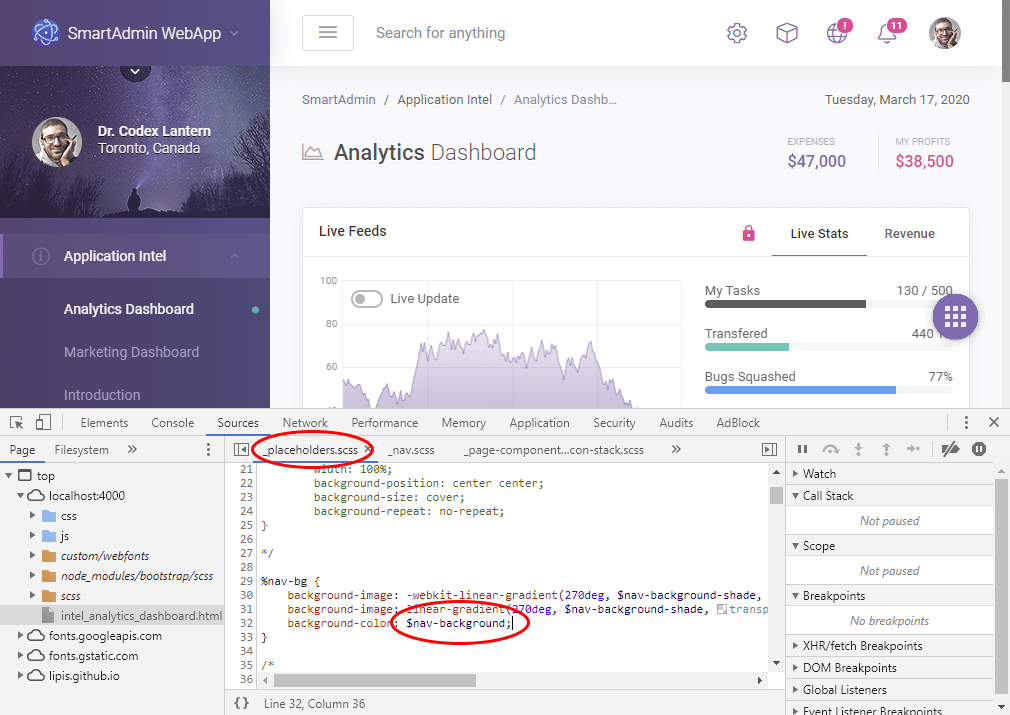 SmartAdmin WebApp
Search for anything
!
11
Dr. Codex Lantern
Toronto, Canada
SmartAdmin / Application Intel / Analytics Dashb...
Tuesday, March 17, 2020
Analytics Dashboard
EXPENSES
$47,000
MY PROFITS
$38,500
Application Intel
Analytics Dashboard
Marketing Dashboard
Introduction
Live Feeds
Live Stats
Revenue
100
80
60
Live Update
My Tasks
130 / 500
Transfered
440
Bugs Squashed
77%
Elements Console Sources Network Performance Memory Application Security Audits AdBlock
Page Filesystem »
_placeholders.scss × _nav.scss _page-component...con-stack.scss »
top
localhost:4000
css
js
custom/webfonts
node_modules/bootstrap/scss
scss
intel_analytics_dashboard.html
fonts.googleapis.com
fonts.gstatic.com
lipis.github.io
21 width: 100%;
22 background-position: center center;
23 background-size: cover;
24 background-repeat: no-repeat;
25 }
26
27 */
28
29 %nav-bg {
30 background-image: -webkit-linear-gradient(270deg, $nav-background-shade,
31 background-image: linear-gradient(270deg, $nav-background-shade, transp
32 background-color: $nav-background;
33 }
34
35 /*
36
{} Line 32, Column 36
Watch
Call Stack
Not paused
Scope
Not paused
Breakpoints
No breakpoints
XHR/fetch Breakpoints
DOM Breakpoints
Global Listeners
Event Listener Breakpoints